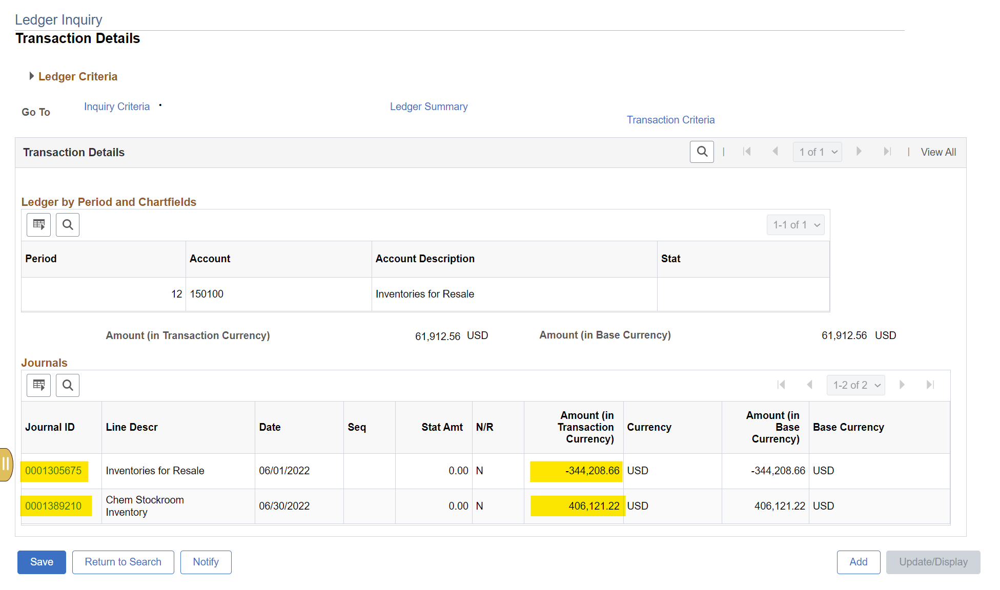 Ledger Inquiry
Transaction Details
Ledger Criteria
Go To
Inquiry Criteria •
Ledger Summary
Transaction Criteria
Transaction Details
| 1 of 1 | View All
Ledger by Period and Chartfields
1-1 of 1
Period Account Account Description Stat
12 150100 Inventories for Resale
Amount (in Transaction Currency) 61,912.56 USD Amount (in Base Currency) 61,912.56 USD
Journals
1-2 of 2
Journal ID Line Descr Date Seq Stat Amt N/R Amount (in Transaction Currency) Currency Amount (in Base Currency) Base Currency
0001305675 Inventories for Resale 06/01/2022 0.00 N -344,208.66 USD -344,208.66 USD
0001389210 Chem Stockroom Inventory 06/30/2022 0.00 N 406,121.22 USD 406,121.22 USD
Save Return to Search Notify Add Update/Display